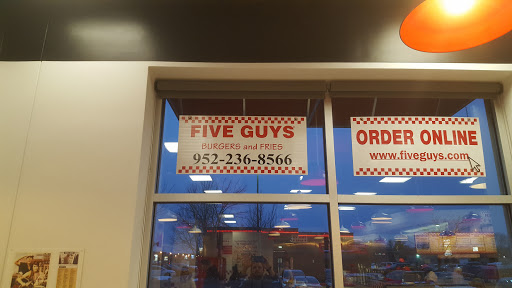 FIVE GUYS
BURGERS and FRIES
952-236-8566
ORDER ONLINE
www.fiveguys.com